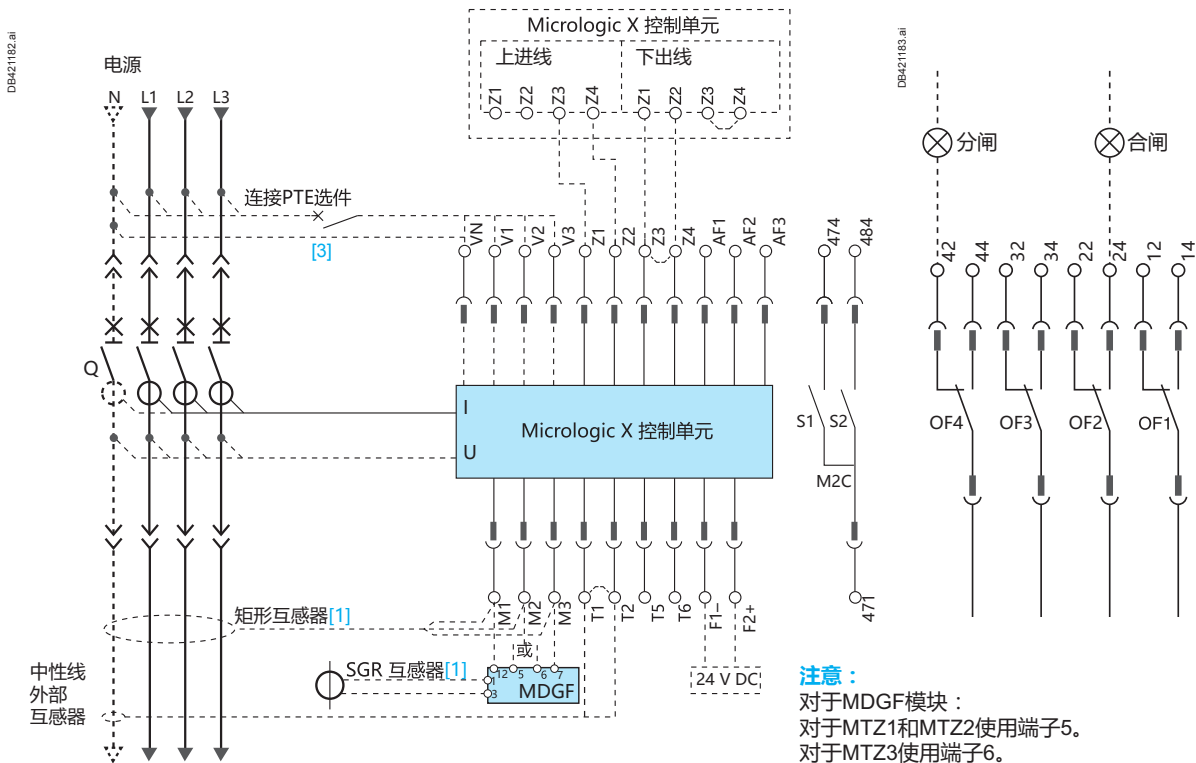 DB421182.ai
电源
N L1 L2 L3
Micrologic X 控制单元
上进线 下出线
Z1 Z2 Z3 Z4 Z1 Z2 Z3 Z4
连接PTE选件
[3]
VN V1 V2 V3 Z1 Z2 Z3 Z4 AF1 AF2 AF3
474 484
Q
I
U
Micrologic X 控制单元
S1 S2
M2C
471
M1 M2 M3 T1 T2 T5 T6 F1− F2+
矩形互感器[1]
或
SGR 互感器[1]
1 3
12 5 6 7
MDGF
24 V DC
中性线
外部
互感器
DB421183.ai
分闸 合闸
42 44 32 34 22 24 12 14
OF4 OF3 OF2 OF1
注意：
对于MDGF模块：
对于MTZ1和MTZ2使用端子5。
对于MTZ3使用端子6。